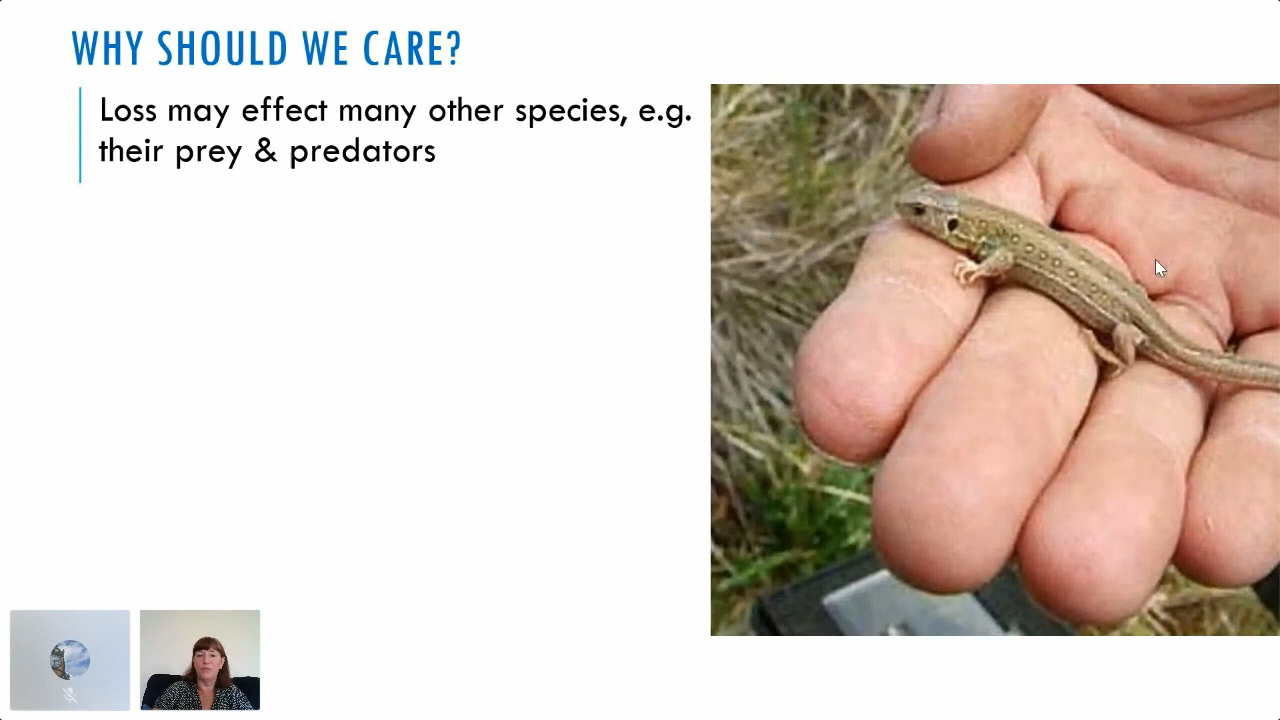 WHY SHOULD WE CARE?
Loss may effect many other species, e.g.
their prey & predators